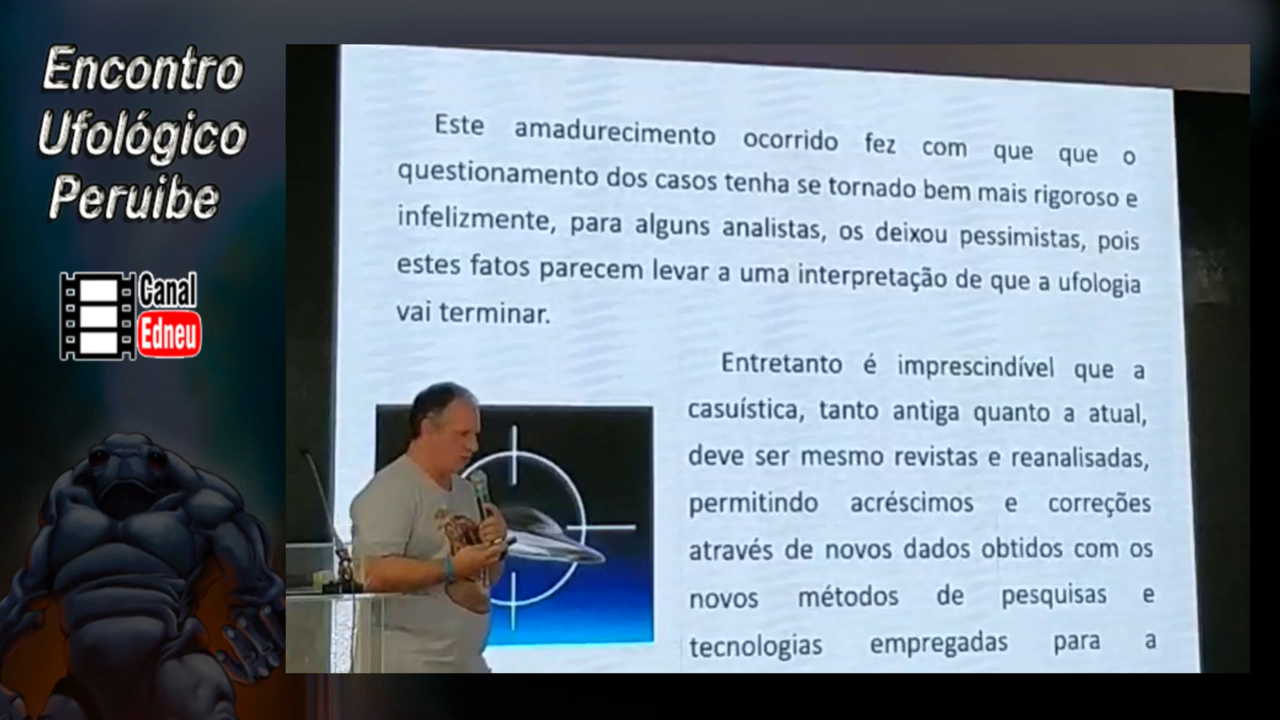 Encontro
Ufológico
Peruibe
Canal
Edneu
Este amadurecimento ocorrido fez com que que o
questionamento dos casos tenha se tornado bem mais rigoroso e
infelizmente, para alguns analistas, os deixou pessimistas, pois
estes fatos parecem levar a uma interpretação de que a ufologia
vai terminar.
Entretanto é imprescindível que a
casuística, tanto antiga quanto a atual,
deve ser mesmo revistas e reanalisadas,
permitindo acréscimos e correções
através de novos dados obtidos com os
novos métodos de pesquisas e
tecnologias empregadas para a